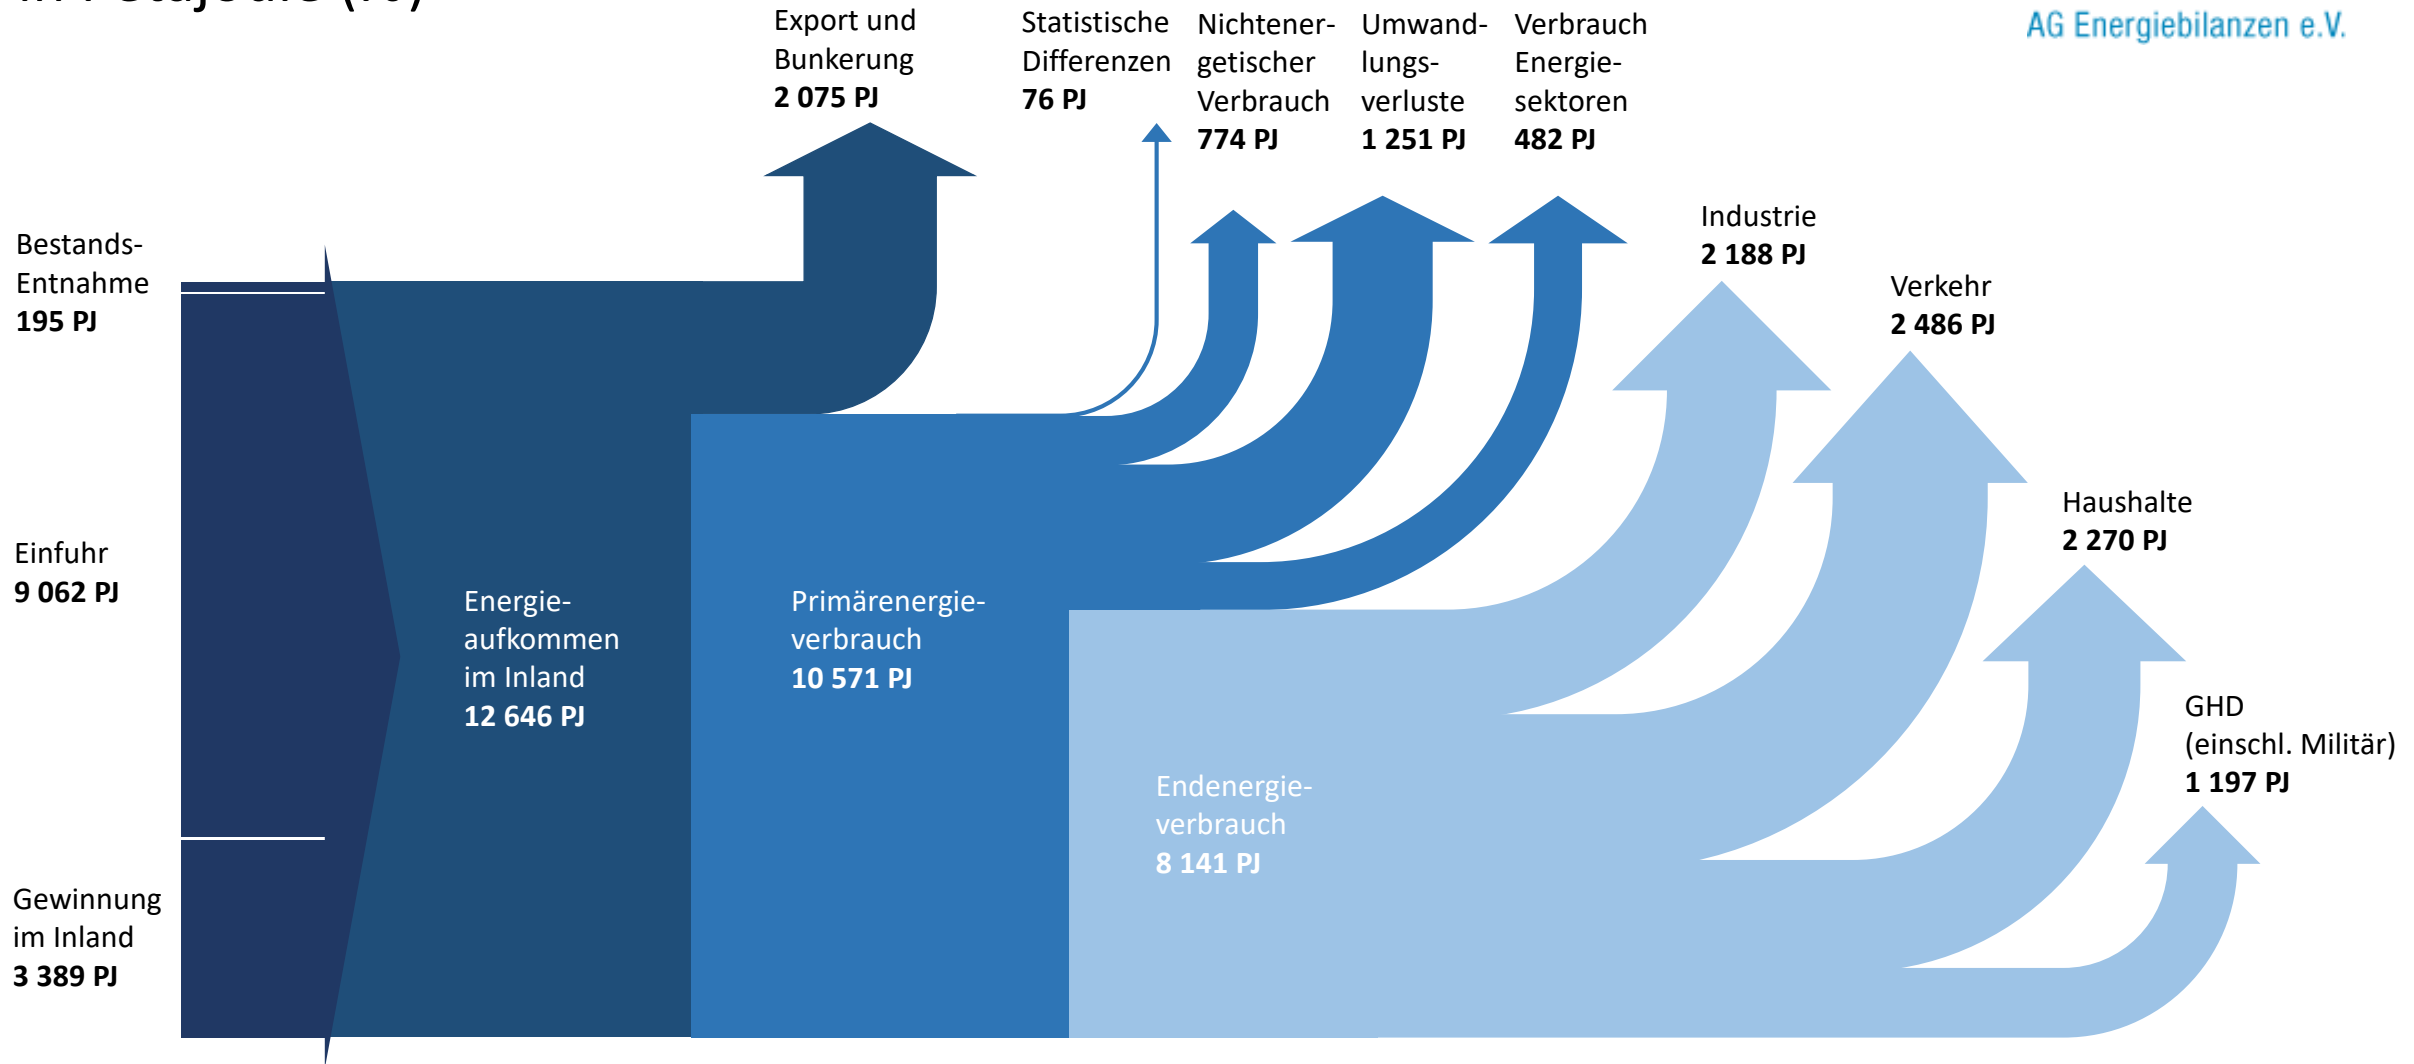 in Petajoule (PJ)
AG Energiebilanzen e.V.
Export und
Bunkerung
2 075 PJ
Statistische
Differenzen
76 PJ
Nichtener-
getischer
Verbrauch
774 PJ
Umwand-
lungs-
verluste
1 251 PJ
Verbrauch
Energie-
sektoren
482 PJ
Industrie
2 188 PJ
Verkehr
2 486 PJ
Haushalte
2 270 PJ
GHD
(einschl. Militär)
1 197 PJ
Bestands-
Entnahme
195 PJ
Einfuhr
9 062 PJ
Gewinnung
im Inland
3 389 PJ
Energie-
aufkommen
im Inland
12 646 PJ
Primärenergie-
verbrauch
10 571 PJ
Endenergie-
verbrauch
8 141 PJ